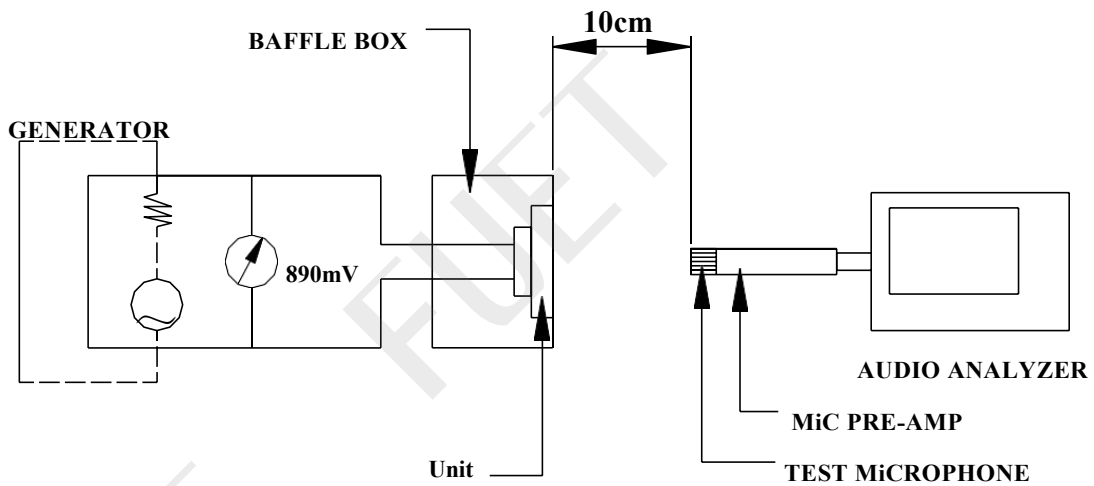 10cm
BAFFLE BOX
GENERATOR
890mV
FUET
AUDIO ANALYZER
MiC PRE-AMP
Unit
TEST MiCROPHONE